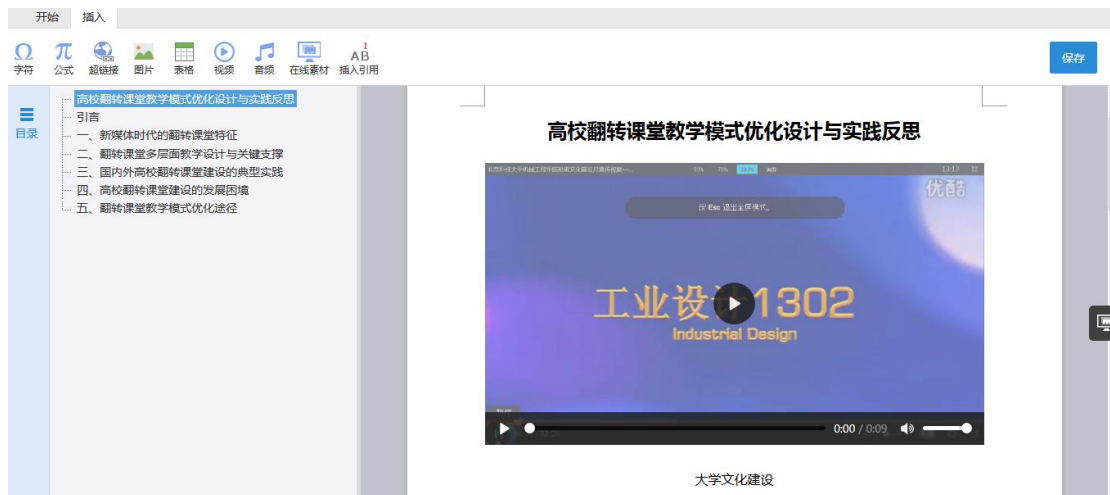 开始 插入
Ω π AB1
字符 公式 超链接 图片 表格 视频 音频 在线素材 插入引用
保存
目录
高校翻转课堂教学模式优化设计与实践反思
引言
一、新媒体时代的翻转课堂特征
二、翻转课堂多层面教学设计与关键支撑
三、国内外高校翻转课堂建设的典型实践
四、高校翻转课堂建设的发展困境
五、翻转课堂教学模式优化途径
高校翻转课堂教学模式优化设计与实践反思
50% 75% 100% 13:13
优酷
按 Esc 退出全屏模式。
工业设计1302
Industrial Design
0:00 / 0:09
大学文化建设